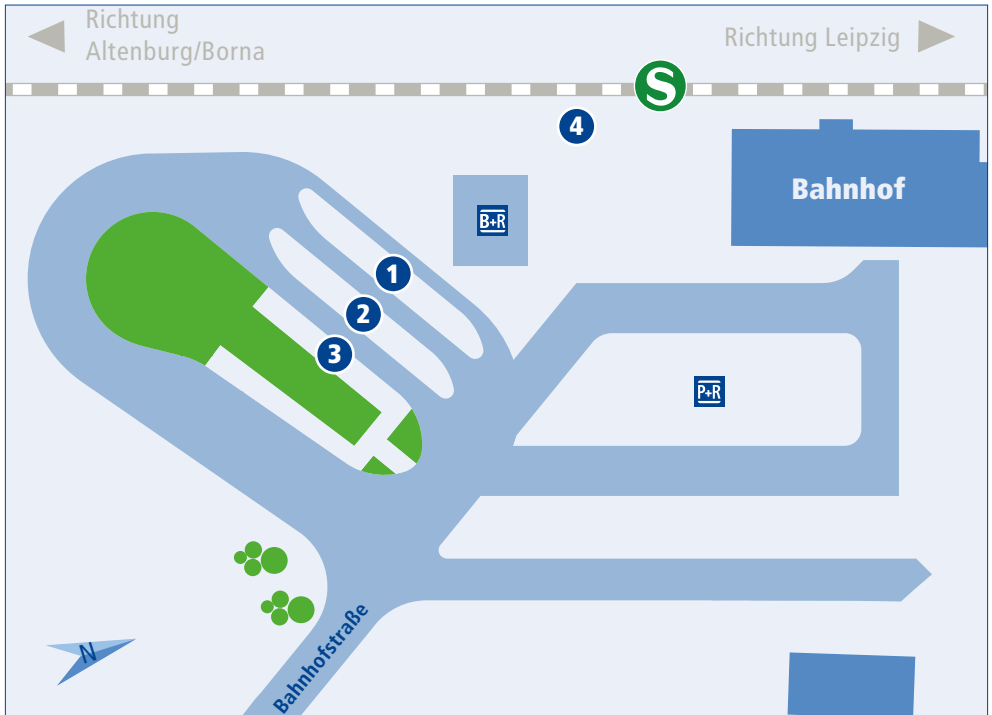 Richtung
Altenburg/Borna
Richtung Leipzig
S
4
Bahnhof
B+R
1
2
3
P+R
Bahnhofstraße
N